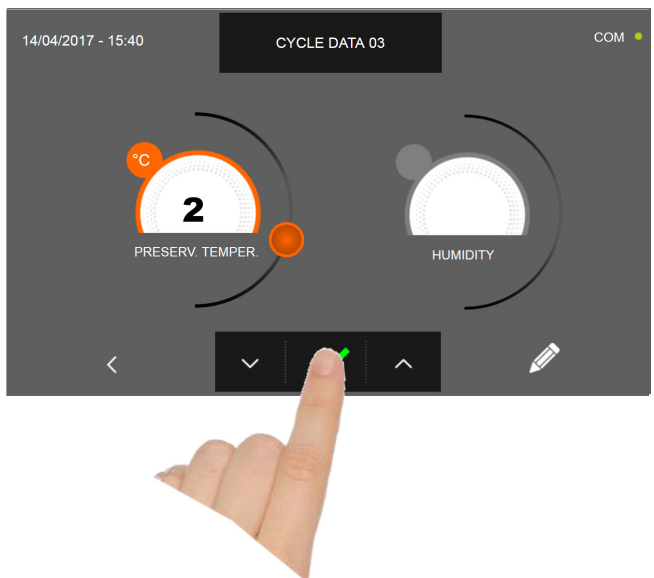 14/04/2017 - 15:40
CYCLE DATA 03
COM
°C
2
PRESERV. TEMPER.
HUMIDITY